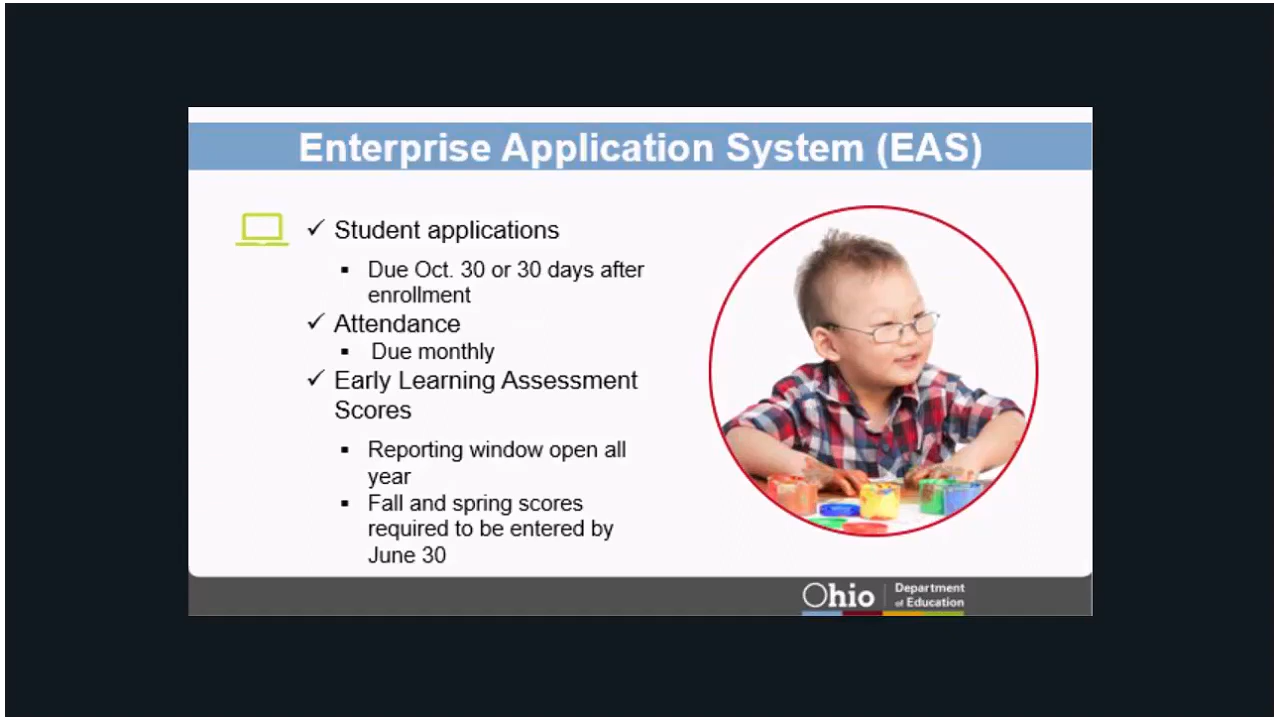 Enterprise Application System (EAS)
✓ Student applications
▪ Due Oct. 30 or 30 days after
enrollment
✓ Attendance
▪ Due monthly
✓ Early Learning Assessment
Scores
▪ Reporting window open all
year
▪ Fall and spring scores
required to be entered by
June 30
Ohio
Department
of Education